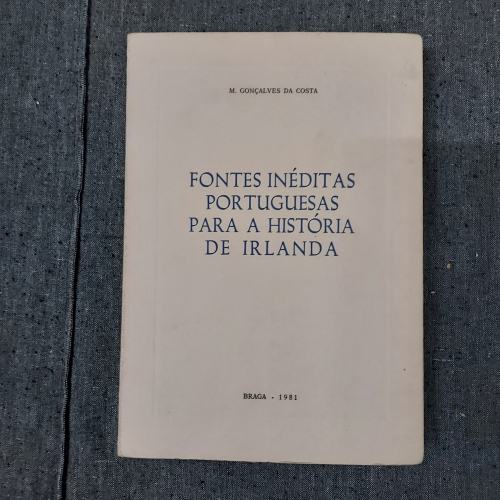 M. GONÇALVES DA COSTA
FONTES INÉDITAS
PORTUGUESAS
PARA A HISTÓRIA
DE IRLANDA
BRAGA - 1981